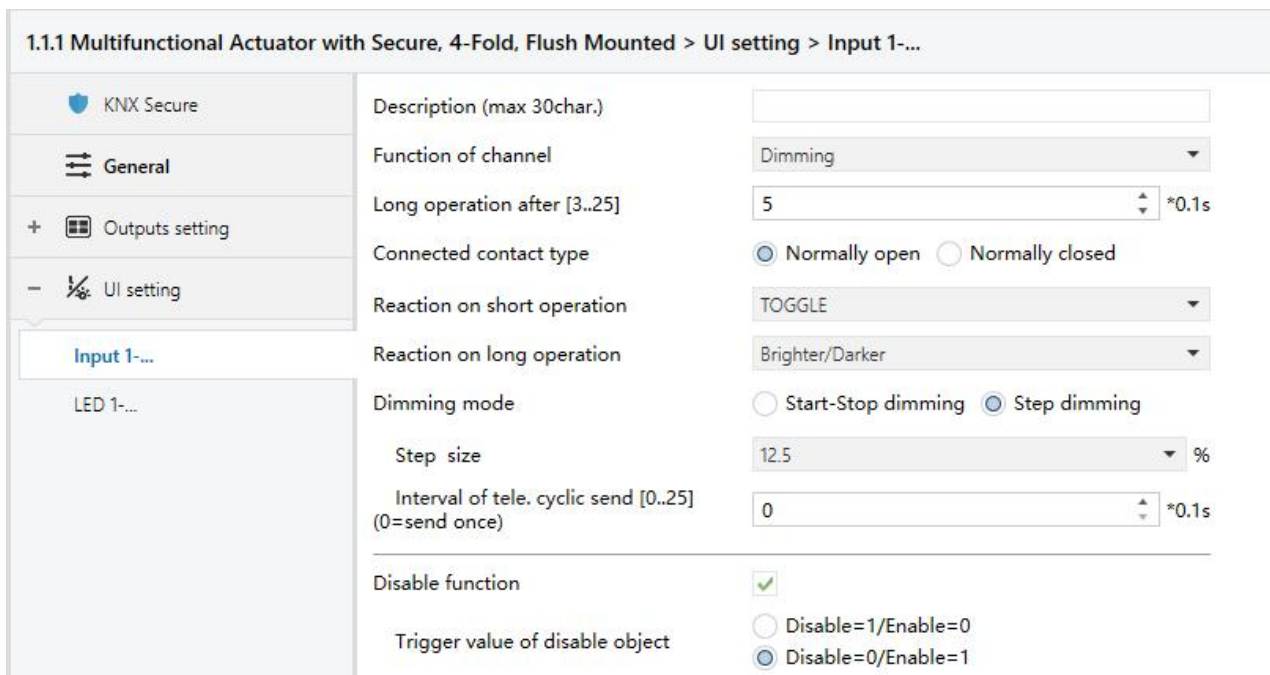 1.1.1 Multifunctional Actuator with Secure, 4-Fold, Flush Mounted > UI setting > Input 1-...
KNX Secure
General
+ Outputs setting
− UI setting
Input 1-...
LED 1-...
Description (max 30char.)
Function of channel Dimming
Long operation after [3..25] 5 *0.1s
Connected contact type Normally open Normally closed
Reaction on short operation TOGGLE
Reaction on long operation Brighter/Darker
Dimming mode Start-Stop dimming Step dimming
Step size 12.5 %
Interval of tele. cyclic send [0..25]
(0=send once) 0 *0.1s
Disable function
Trigger value of disable object Disable=1/Enable=0
Disable=0/Enable=1